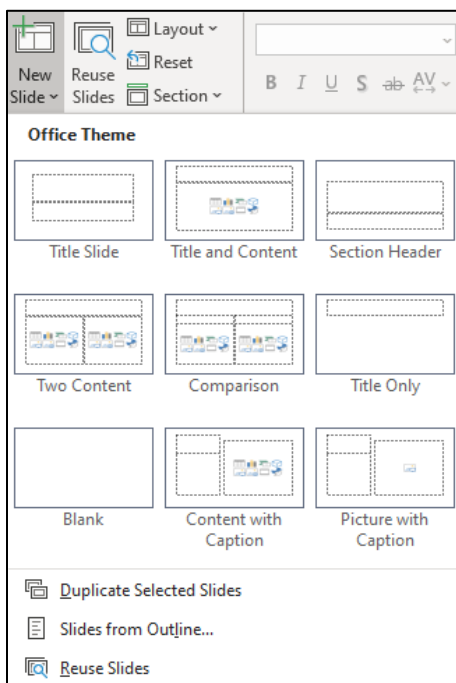 New
Slide
Reuse
Slides
Layout
Reset
Section
B I U S ab AV
Office Theme
Title Slide
Title and Content
Section Header
Two Content
Comparison
Title Only
Blank
Content with
Caption
Picture with
Caption
Duplicate Selected Slides
Slides from Outline...
Reuse Slides